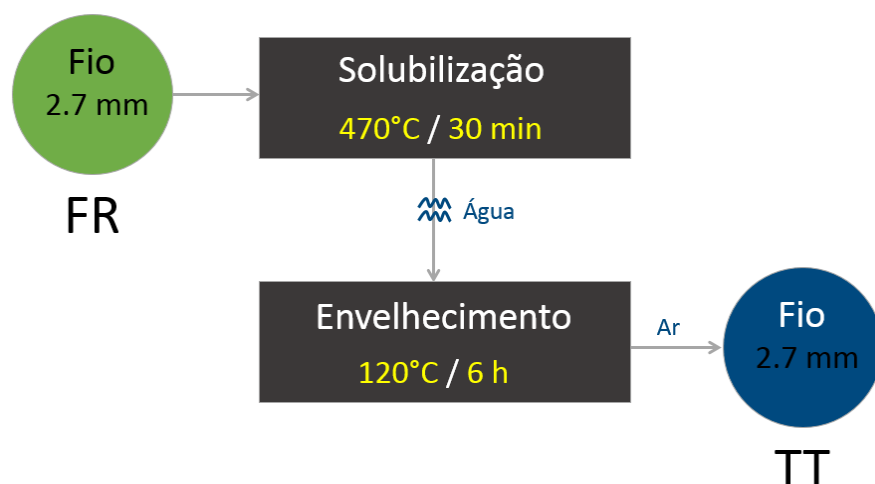 Fio
2.7 mm
FR
Solubilização
470°C / 30 min
Água
Envelhecimento
120°C / 6 h
Ar
Fio
2.7 mm
TT